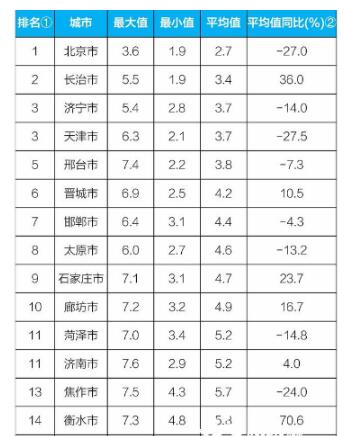 排名① 城市 最大值 最小值 平均值 平均值同比(%)②
1 北京市 3.6 1.9 2.7 -27.0
2 长治市 5.5 1.9 3.4 36.0
3 济宁市 5.4 2.8 3.7 -14.0
3 天津市 6.3 2.1 3.7 -27.5
5 邢台市 7.4 2.2 3.8 -7.3
6 晋城市 6.9 2.5 4.2 10.5
7 邯郸市 6.4 3.1 4.4 -4.3
8 太原市 6.0 2.7 4.6 -13.2
9 石家庄市 7.1 3.1 4.7 23.7
10 廊坊市 7.2 3.2 4.9 16.7
11 菏泽市 7.0 3.4 5.2 -14.8
11 济南市 7.6 2.9 5.2 4.0
13 焦作市 7.5 4.3 5.7 -24.0
14 衡水市 7.3 4.8 5.8 70.6